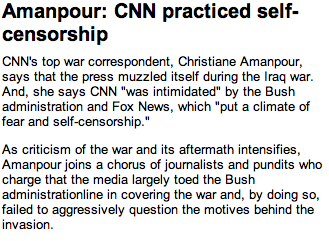 Amanpour: CNN practiced self-
censorship
CNN's top war correspondent, Christiane Amanpour,
says that the press muzzled itself during the Iraq war.
And, she says CNN "was intimidated" by the Bush
administration and Fox News, which "put a climate of
fear and self-censorship."
As criticism of the war and its aftermath intensifies,
Amanpour joins a chorus of journalists and pundits who
charge that the media largely toed the Bush
administrationline in covering the war and, by doing so,
failed to aggressively question the motives behind the
invasion.